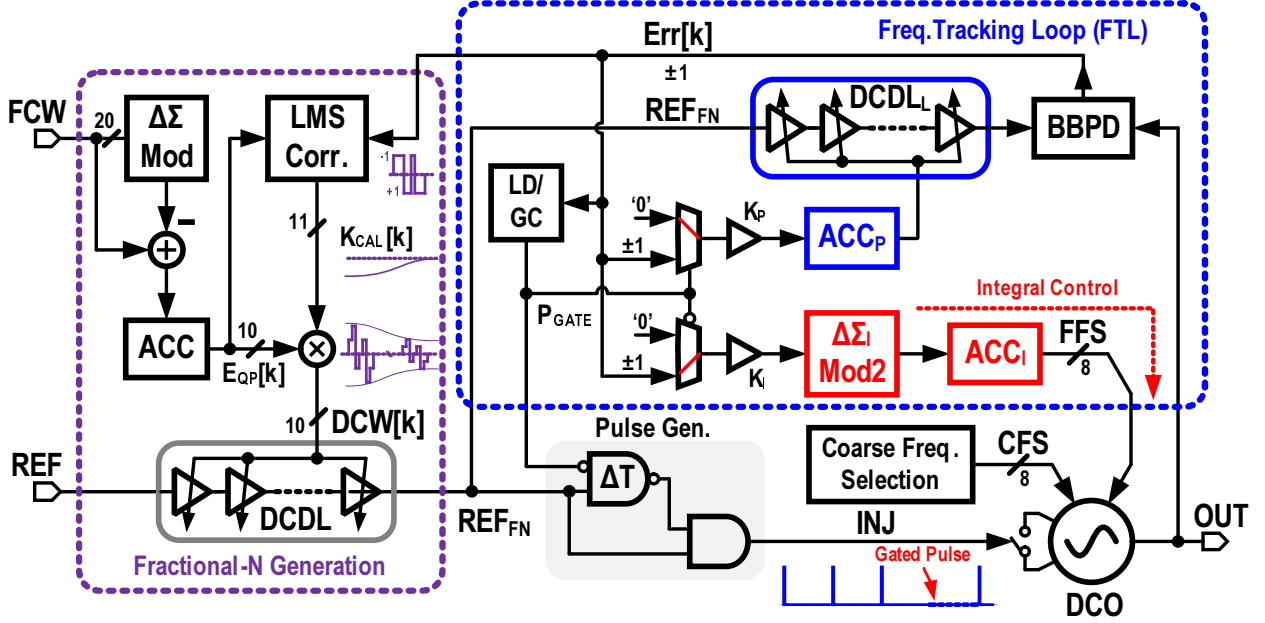 Freq.Tracking Loop (FTL)
Err[k]
±1
FCW
20
ΔΣ
Mod
LMS
Corr.
-1
+1
REF_FN
DCDL_L
BBPD
LD/
GC
'0'
±1
K_P
ACC_P
11
K_CAL[k]
–
+
P_GATE
Integral Control
'0'
±1
K_I
ΔΣ_I
Mod2
ACC_I
FFS
8
ACC
10
E_QP[k]
×
10
DCW[k]
REF
DCDL
REF_FN
Fractional-N Generation
Pulse Gen.
ΔT
Coarse Freq.
Selection
CFS
8
INJ
Gated Pulse
OUT
DCO